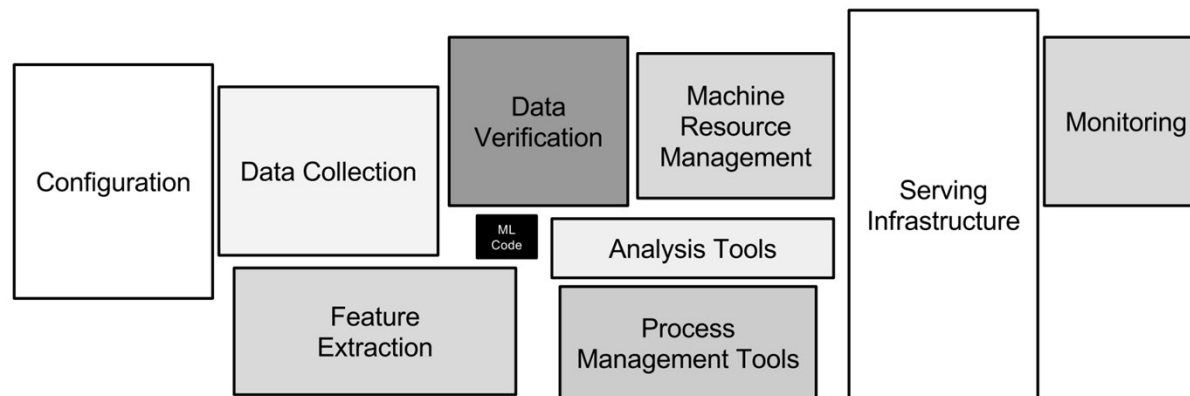 Configuration
Data Collection
Feature
Extraction
Data
Verification
ML
Code
Machine
Resource
Management
Analysis Tools
Process
Management Tools
Serving
Infrastructure
Monitoring